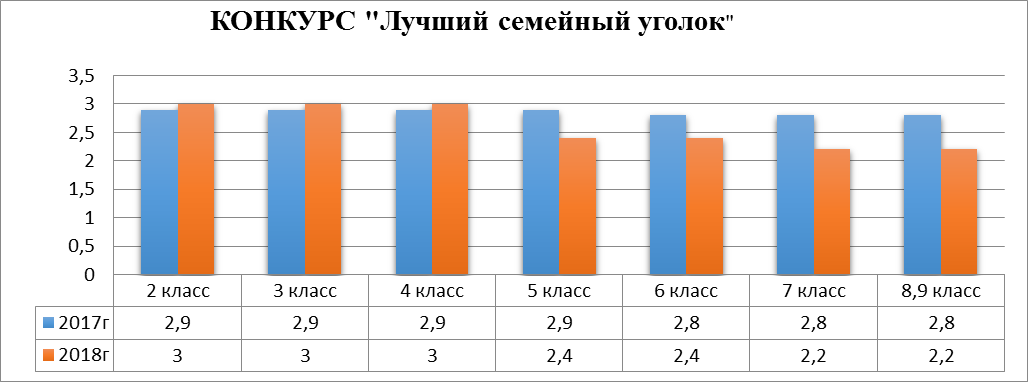 КОНКУРС "Лучший семейный уголок"
3,5
3
2,5
2
1,5
1
0,5
0
2 класс 3 класс 4 класс 5 класс 6 класс 7 класс 8,9 класс
2017г 2,9 2,9 2,9 2,9 2,8 2,8 2,8
2018г 3 3 3 2,4 2,4 2,2 2,2